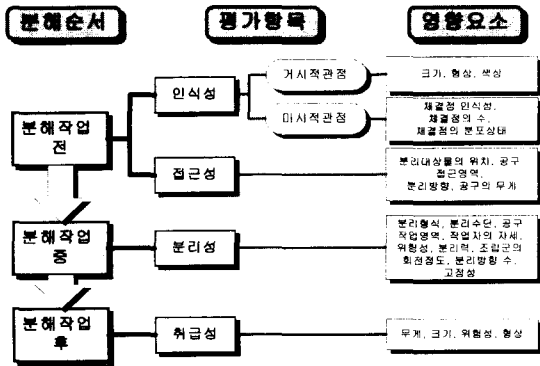 분해순서
평가항목
영향요소
분해작업
전
인식성
거시적관점
크기, 형상, 색상
미시적관점
체결점 인식성,
체결점의 수,
체결점의 분포상태
접근성
분리대상물의 위치, 공구
접근영역,
분리방향, 공구의 무게
분해작업
중
분리성
분리형식, 분리수단, 공구
작업영역, 작업자의 자세,
위험성, 분리력, 조립군의
회전정도, 분리방향 수,
고정성
분해작업
후
취급성
무게, 크기, 위험성, 형상